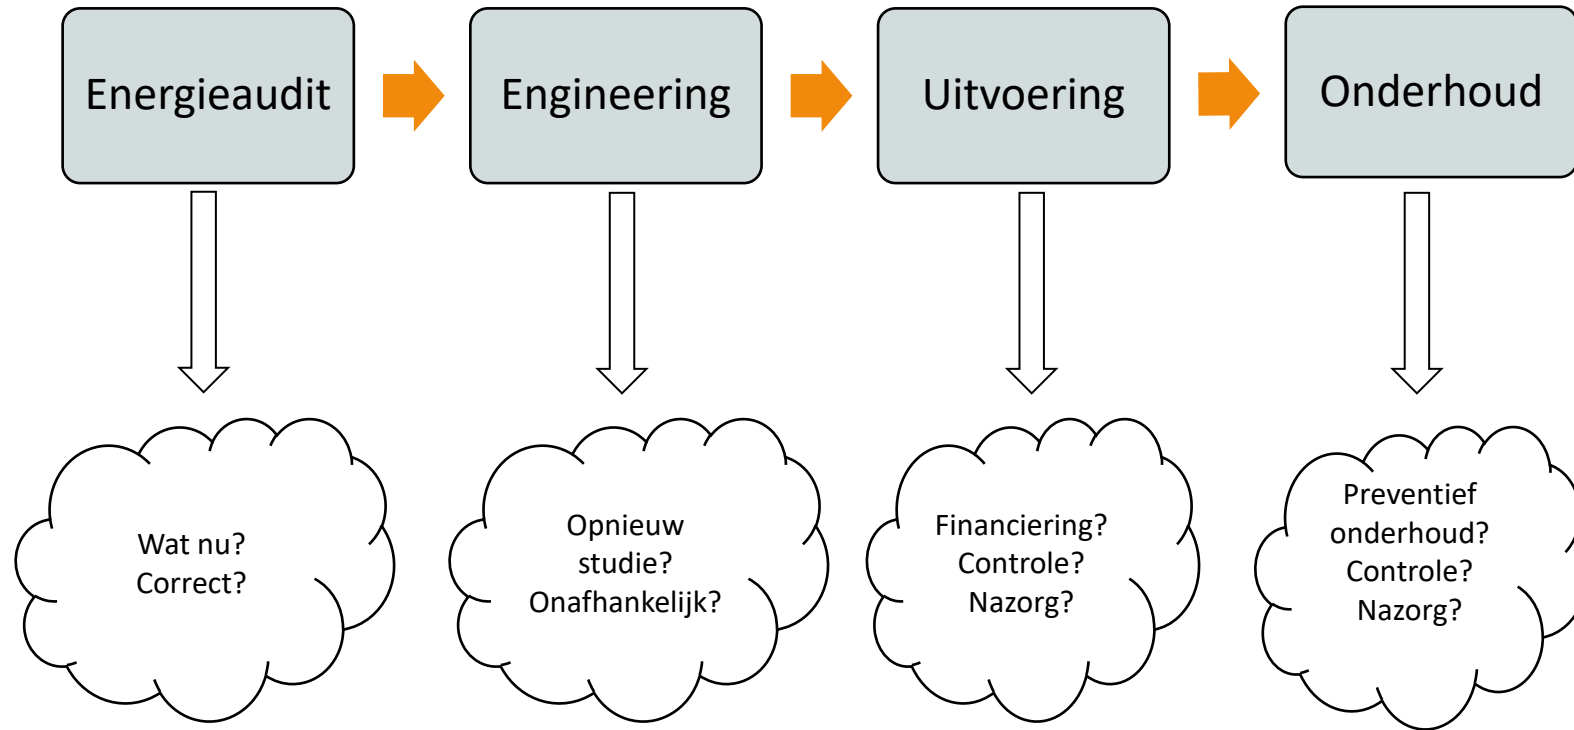 Energieaudit
Engineering
Uitvoering
Onderhoud
Wat nu?
Correct?
Opnieuw
studie?
Onafhankelijk?
Financiering?
Controle?
Nazorg?
Preventief
onderhoud?
Controle?
Nazorg?